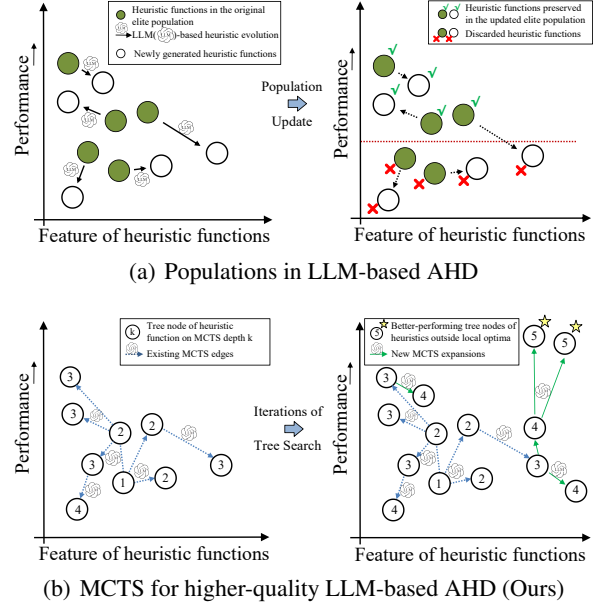 Heuristic functions in the original
elite population
LLM(LLM)-based heuristic evolution
Newly generated heuristic functions
Performance
Feature of heuristic functions
Population
Update
Heuristic functions preserved
in the updated elite population
Discarded heuristic functions
Performance
Feature of heuristic functions
(a) Populations in LLM-based AHD
k
Tree node of heuristic
function on MCTS depth k
Existing MCTS edges
3
3
2
2
3
3
1
2
4
Performance
Feature of heuristic functions
Iterations of
Tree Search
5
Better-performing tree nodes of
heuristics outside local optima
New MCTS expansions
5
5
3
4
3
2
2
4
3
3
1
2
4
4
Performance
Feature of heuristic functions
(b) MCTS for higher-quality LLM-based AHD (Ours)